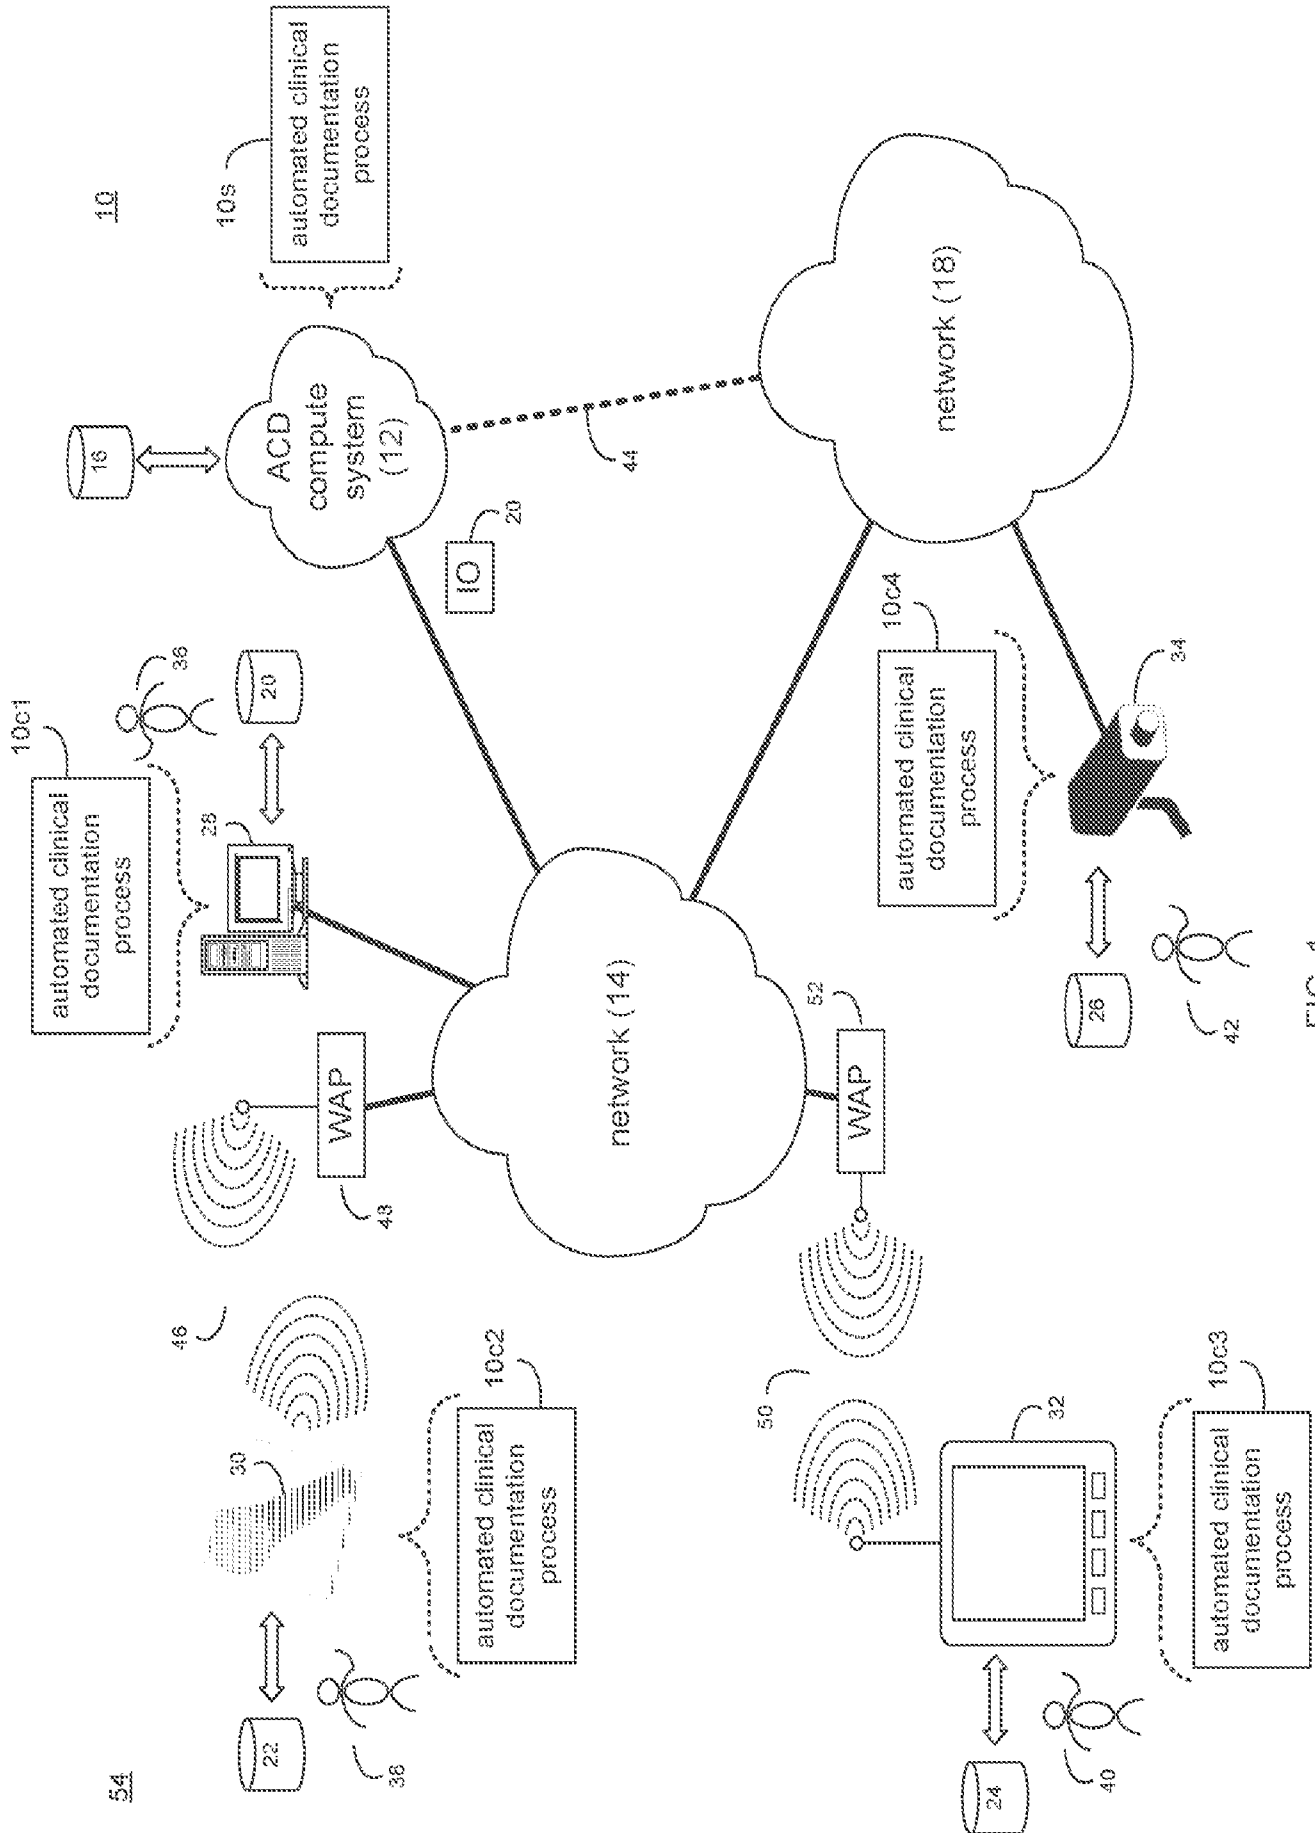 10
54
automated clinical
documentation
process
10s
16
ACD
compute
system
(12)
44
IO
20
network (18)
automated clinical
documentation
process
10c1
36
20
28
network (14)
WAP
48
46
WAP
52
50
automated clinical
documentation
process
10c2
30
22
38
automated clinical
documentation
process
10c3
32
24
40
automated clinical
documentation
process
10c4
34
26
42
FIG.